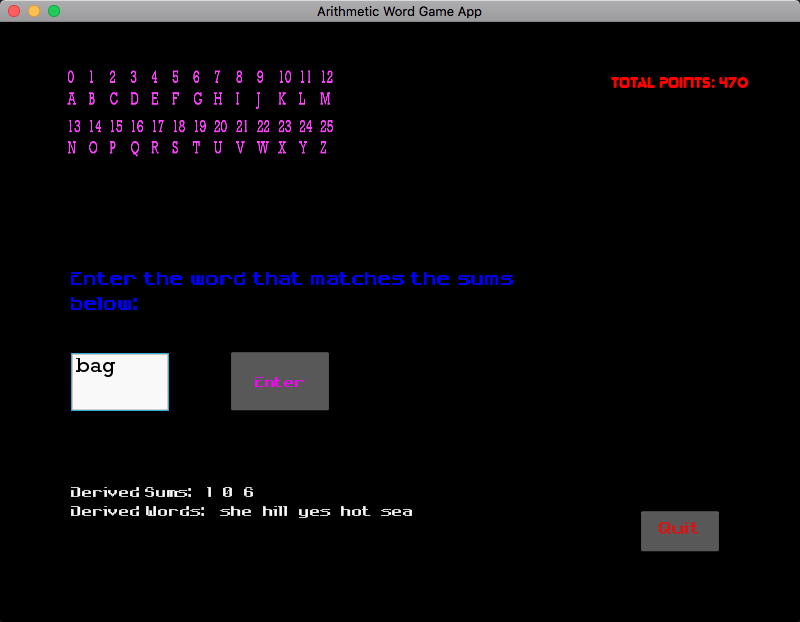 Arithmetic Word Game App
0 1 2 3 4 5 6 7 8 9 10 11 12
A B C D E F G H I J K L M
13 14 15 16 17 18 19 20 21 22 23 24 25
N O P Q R S T U V W X Y Z
TOTAL POINTS: 470
Enter the word that matches the sums
below:
bag
Enter
Derived Sums: 1 0 6
Derived Words: she hill yes hot sea
Quit